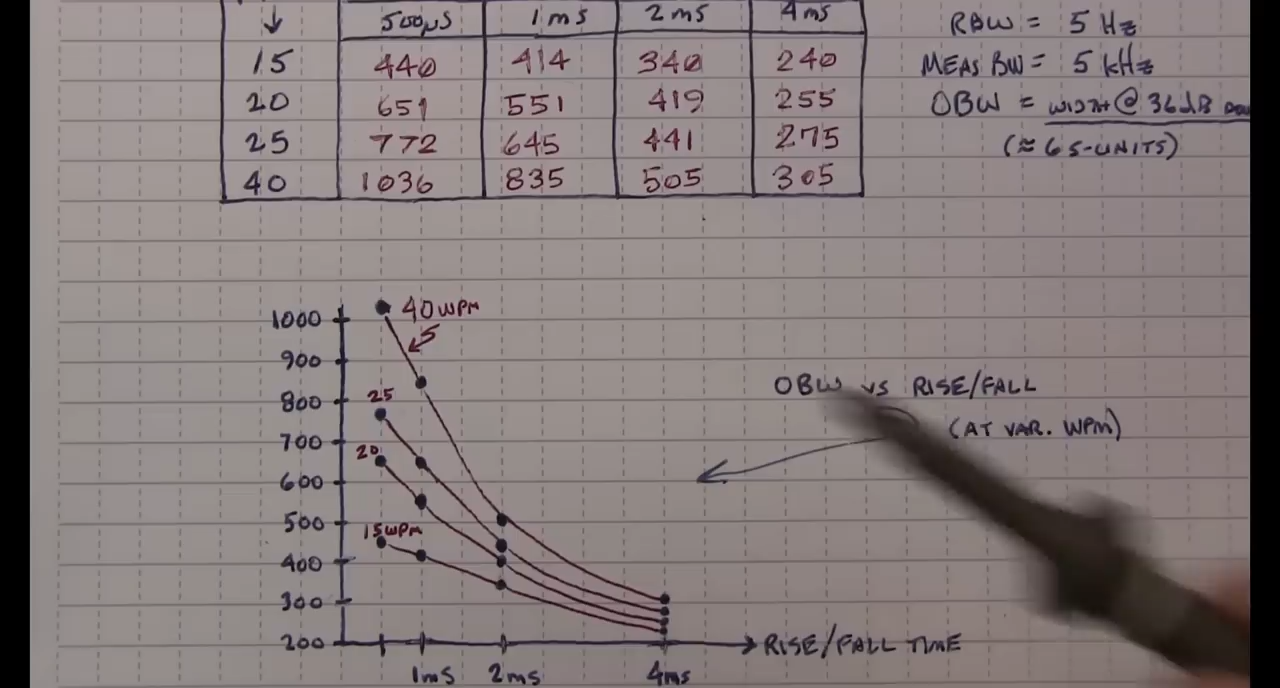 ↓ 500µS 1ms 2ms 4ms
15 440 414 340 240
20 651 551 419 255
25 772 645 441 275
40 1036 835 505 305
RBW = 5 Hz
MEAS BW = 5 kHz
OBW = WIDTH @ 36dB
(≈ 6 S-UNITS)
1000 40WPM
900
800 25
700
20
600
500 15WPM
400
300
200
OBW VS RISE/FALL
(AT VAR. WPM)
RISE/FALL TIME
1ms 2ms 4ms